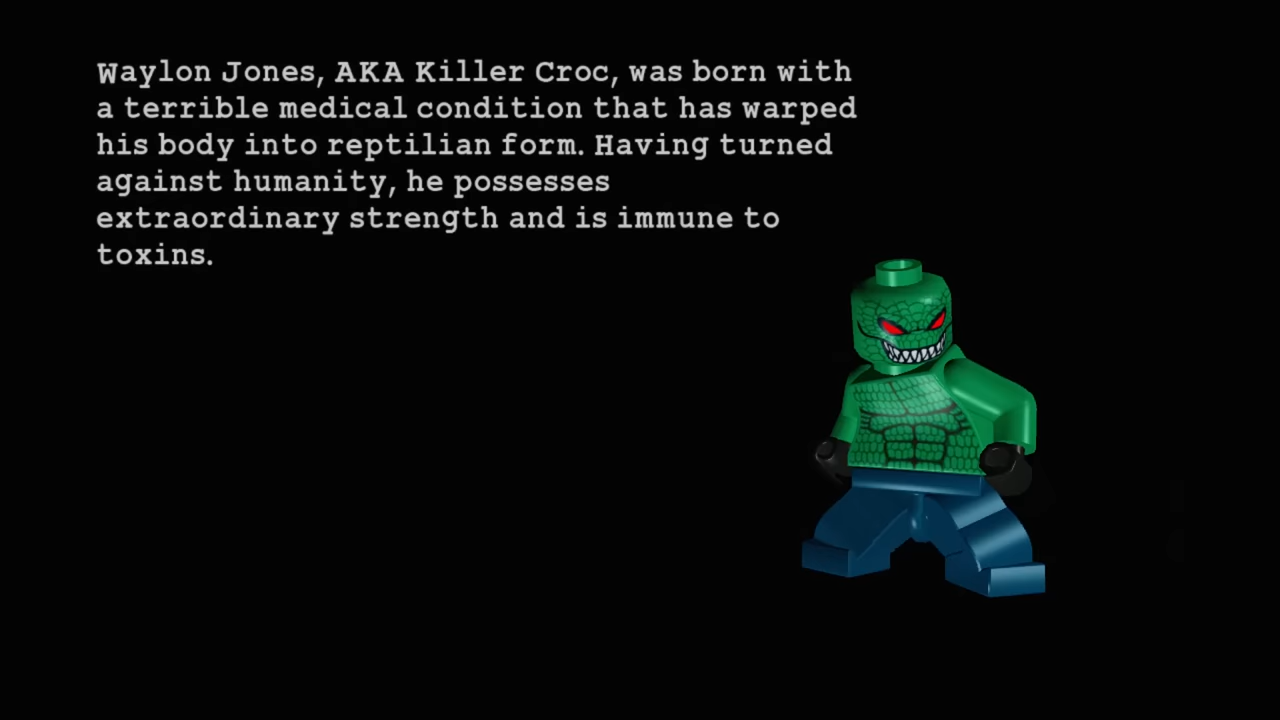 Waylon Jones, AKA Killer Croc, was born with
a terrible medical condition that has warped
his body into reptilian form. Having turned
against humanity, he possesses
extraordinary strength and is immune to
toxins.